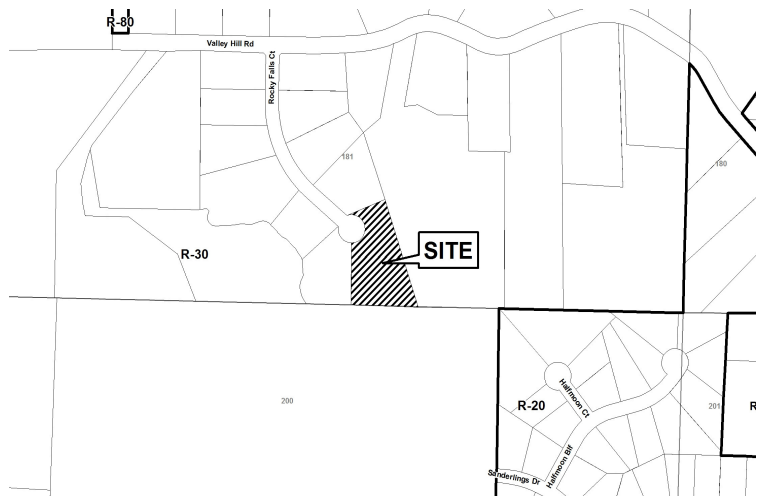 R-80
Valley Hill Rd
Rocky Falls Ct
181
180
SITE
R-30
200
R-20
Halfmoon Ct
201
R
Halfmoon Blf
Sanderlings Dr